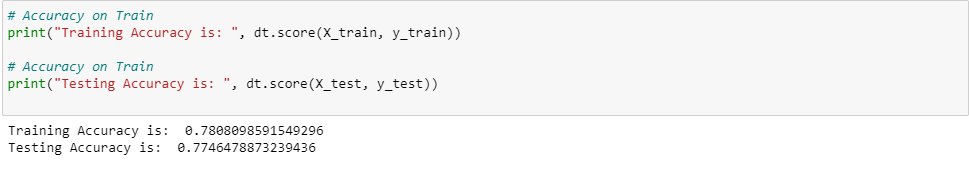 # Accuracy on Train
print("Training Accuracy is: ", dt.score(X_train, y_train))
# Accuracy on Train
print("Testing Accuracy is: ", dt.score(X_test, y_test))
Training Accuracy is:  0.7808098591549296
Testing Accuracy is:  0.7746478873239436